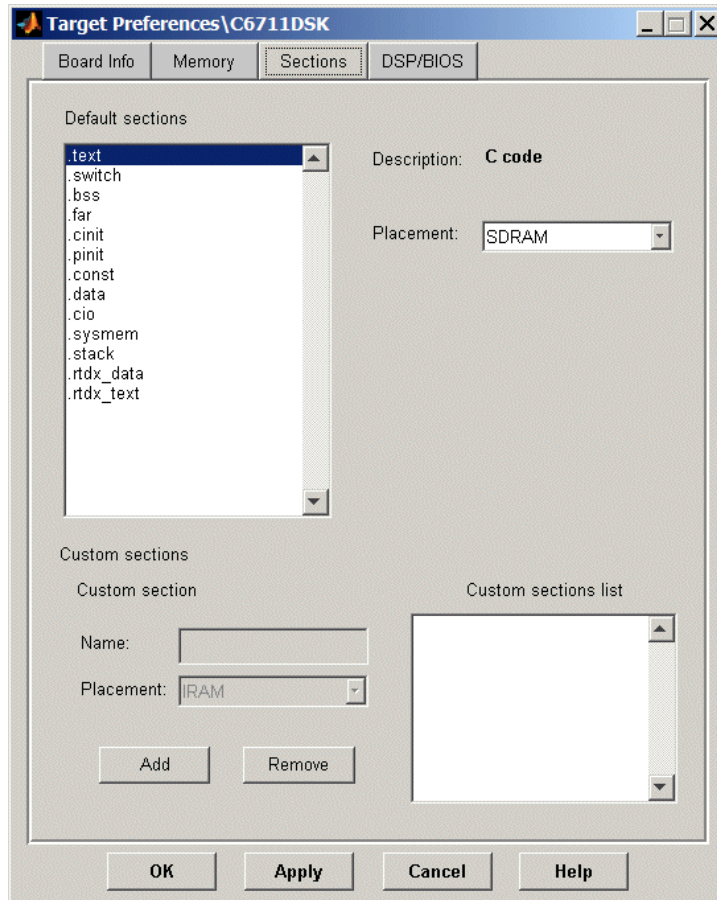 Target Preferences\C6711DSK
Board Info Memory Sections DSP/BIOS
Default sections
.text
.switch
.bss
.far
.cinit
.pinit
.const
.data
.cio
.sysmem
.stack
.rtdx_data
.rtdx_text
Description: C code
Placement: SDRAM
Custom sections
Custom section
Name:
Placement: IRAM
Add Remove
Custom sections list
OK Apply Cancel Help